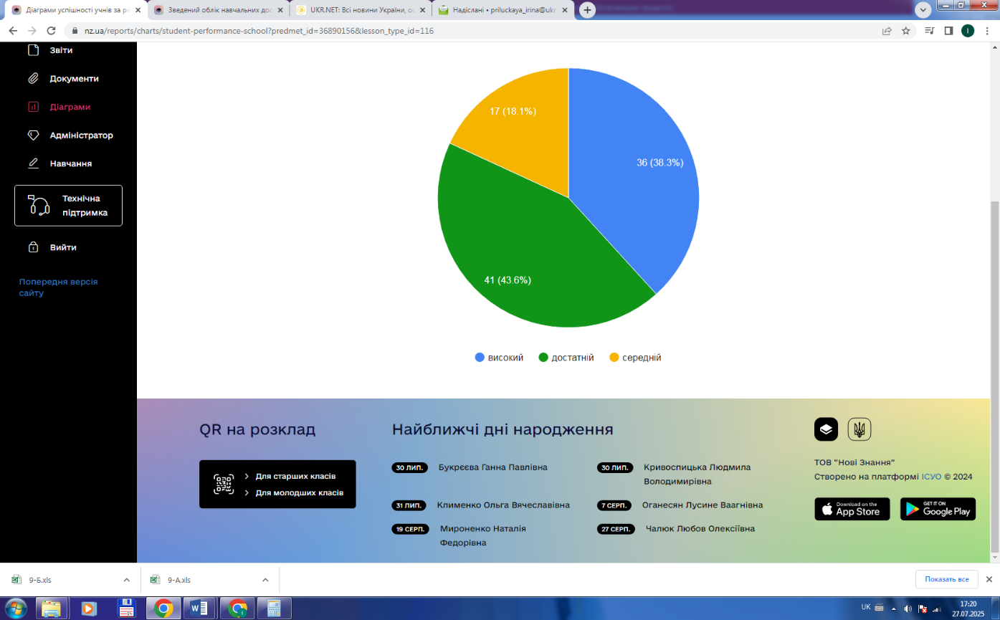 Діаграми успішності учнів за рі
Зведений облік навчальних дос
UKR.NET: Всі новини України, ос
Надіслані • priluckaya_irina@ukr
nz.ua/reports/charts/student-performance-school?predmet_id=36890156&lesson_type_id=116
I
Звіти
Документи
Діаграми
Адміністратор
Навчання
Технічна
підтримка
Вийти
Попередня версія
сайту
17 (18.1%)
36 (38.3%)
41 (43.6%)
високий
достатній
середній
QR на розклад
Для старших класів
Для молодших класів
Найближчі дні народження
30 ЛИП. Букрєєва Ганна Павлівна
30 ЛИП. Кривоспицька Людмила
Володимирівна
31 ЛИП. Клименко Ольга Вячеславівна
7 СЕРП. Оганесян Лусине Ваагнівна
19 СЕРП. Мироненко Наталія
Федорівна
27 СЕРП. Чалюк Любов Олексіївна
ТОВ "Нові Знання"
Створено на платформі ІСУО © 2024
Download on the
App Store
GET IT ON
Google Play
9-Б.xls
9-А.xls
Показать все
UK
17:20
27.07.2025